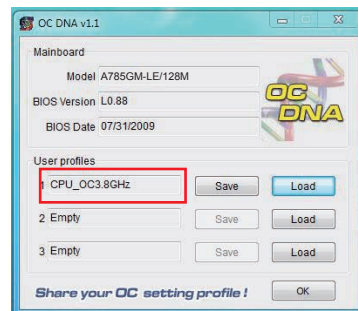 OC DNA v1.1
Mainboard
Model A785GM-LE/128M
BIOS Version L0.88
BIOS Date 07/31/2009
OC
DNA
User profiles
1 CPU_OC3.8GHz Save Load
2 Empty Save Load
3 Empty Save Load
Share your OC setting profile! OK